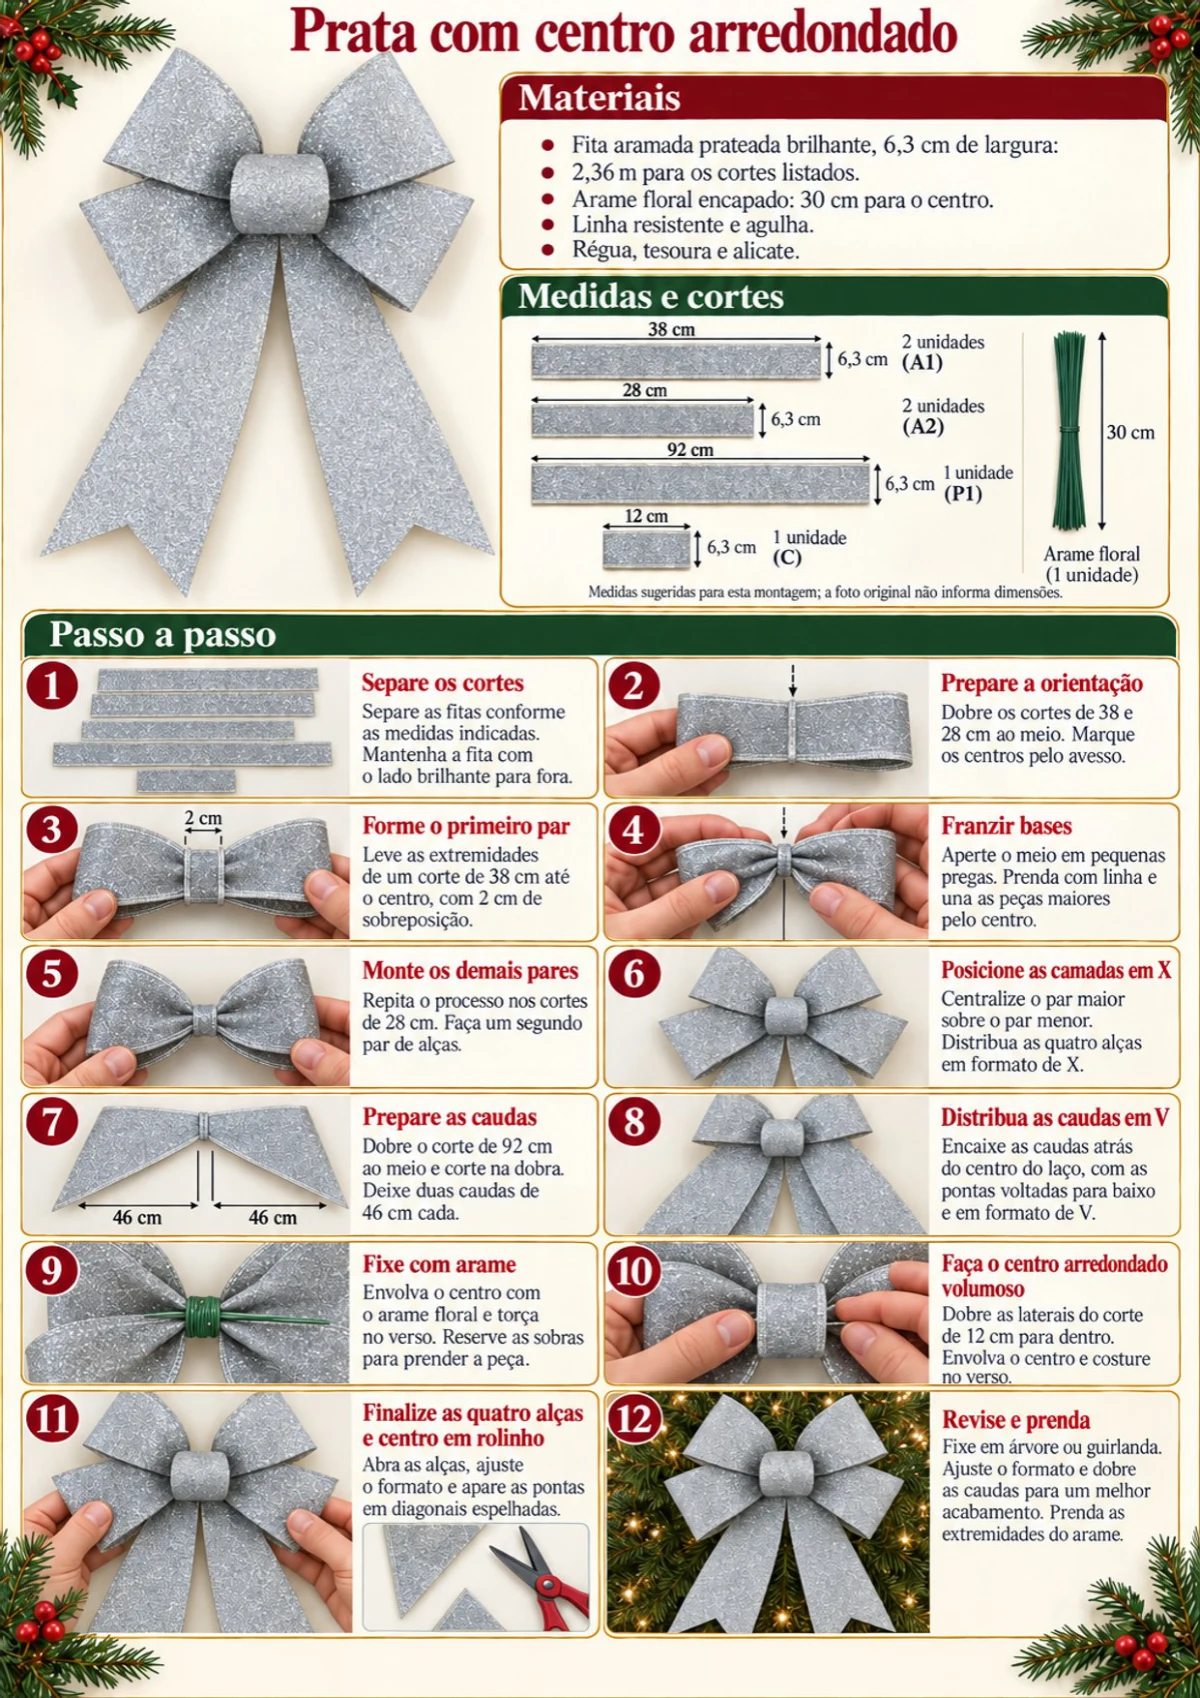 Prata com centro arredondado
Materiais
● Fita aramada prateada brilhante, 6,3 cm de largura:
● 2,36 m para os cortes listados.
● Arame floral encapado: 30 cm para o centro.
● Linha resistente e agulha.
● Régua, tesoura e alicate.
Medidas e cortes
38 cm
6,3 cm
2 unidades
(A1)
28 cm
6,3 cm
2 unidades
(A2)
92 cm
6,3 cm
1 unidade
(P1)
12 cm
6,3 cm
1 unidade
(C)
30 cm
Arame floral
(1 unidade)
Medidas sugeridas para esta montagem; a foto original não informa dimensões.
Passo a passo
1
Separe os cortes
Separe as fitas conforme
as medidas indicadas.
Mantenha a fita com
o lado brilhante para fora.
2
Prepare a orientação
Dobre os cortes de 38 e
28 cm ao meio. Marque
os centros pelo avesso.
3
2 cm
Forme o primeiro par
Leve as extremidades
de um corte de 38 cm até
o centro, com 2 cm de
sobreposição.
4
Franzir bases
Aperte o meio em pequenas
pregas. Prenda com linha e
una as peças maiores
pelo centro.
5
Monte os demais pares
Repita o processo nos cortes
de 28 cm. Faça um segundo
par de alças.
6
Posicione as camadas em X
Centralize o par maior
sobre o par menor.
Distribua as quatro alças
em formato de X.
7
46 cm
46 cm
Prepare as caudas
Dobre o corte de 92 cm
ao meio e corte na dobra.
Deixe duas caudas de
46 cm cada.
8
Distribua as caudas em V
Encaixe as caudas atrás
do centro do laço, com as
pontas voltadas para baixo
e em formato de V.
9
Fixe com arame
Envolva o centro com
o arame floral e torça
no verso. Reserve as sobras
para prender a peça.
10
Faça o centro arredondado
volumoso
Dobre as laterais do corte
de 12 cm para dentro.
Envolva o centro e costure
no verso.
11
Finalize as quatro alças
e centro em rolinho
Abra as alças, ajuste
o formato e apare as pontas
em diagonais espelhadas.
12
Revise e prenda
Fixe em árvore ou guirlanda.
Ajuste o formato e dobre
as caudas para um melhor
acabamento. Prenda as
extremidades do arame.